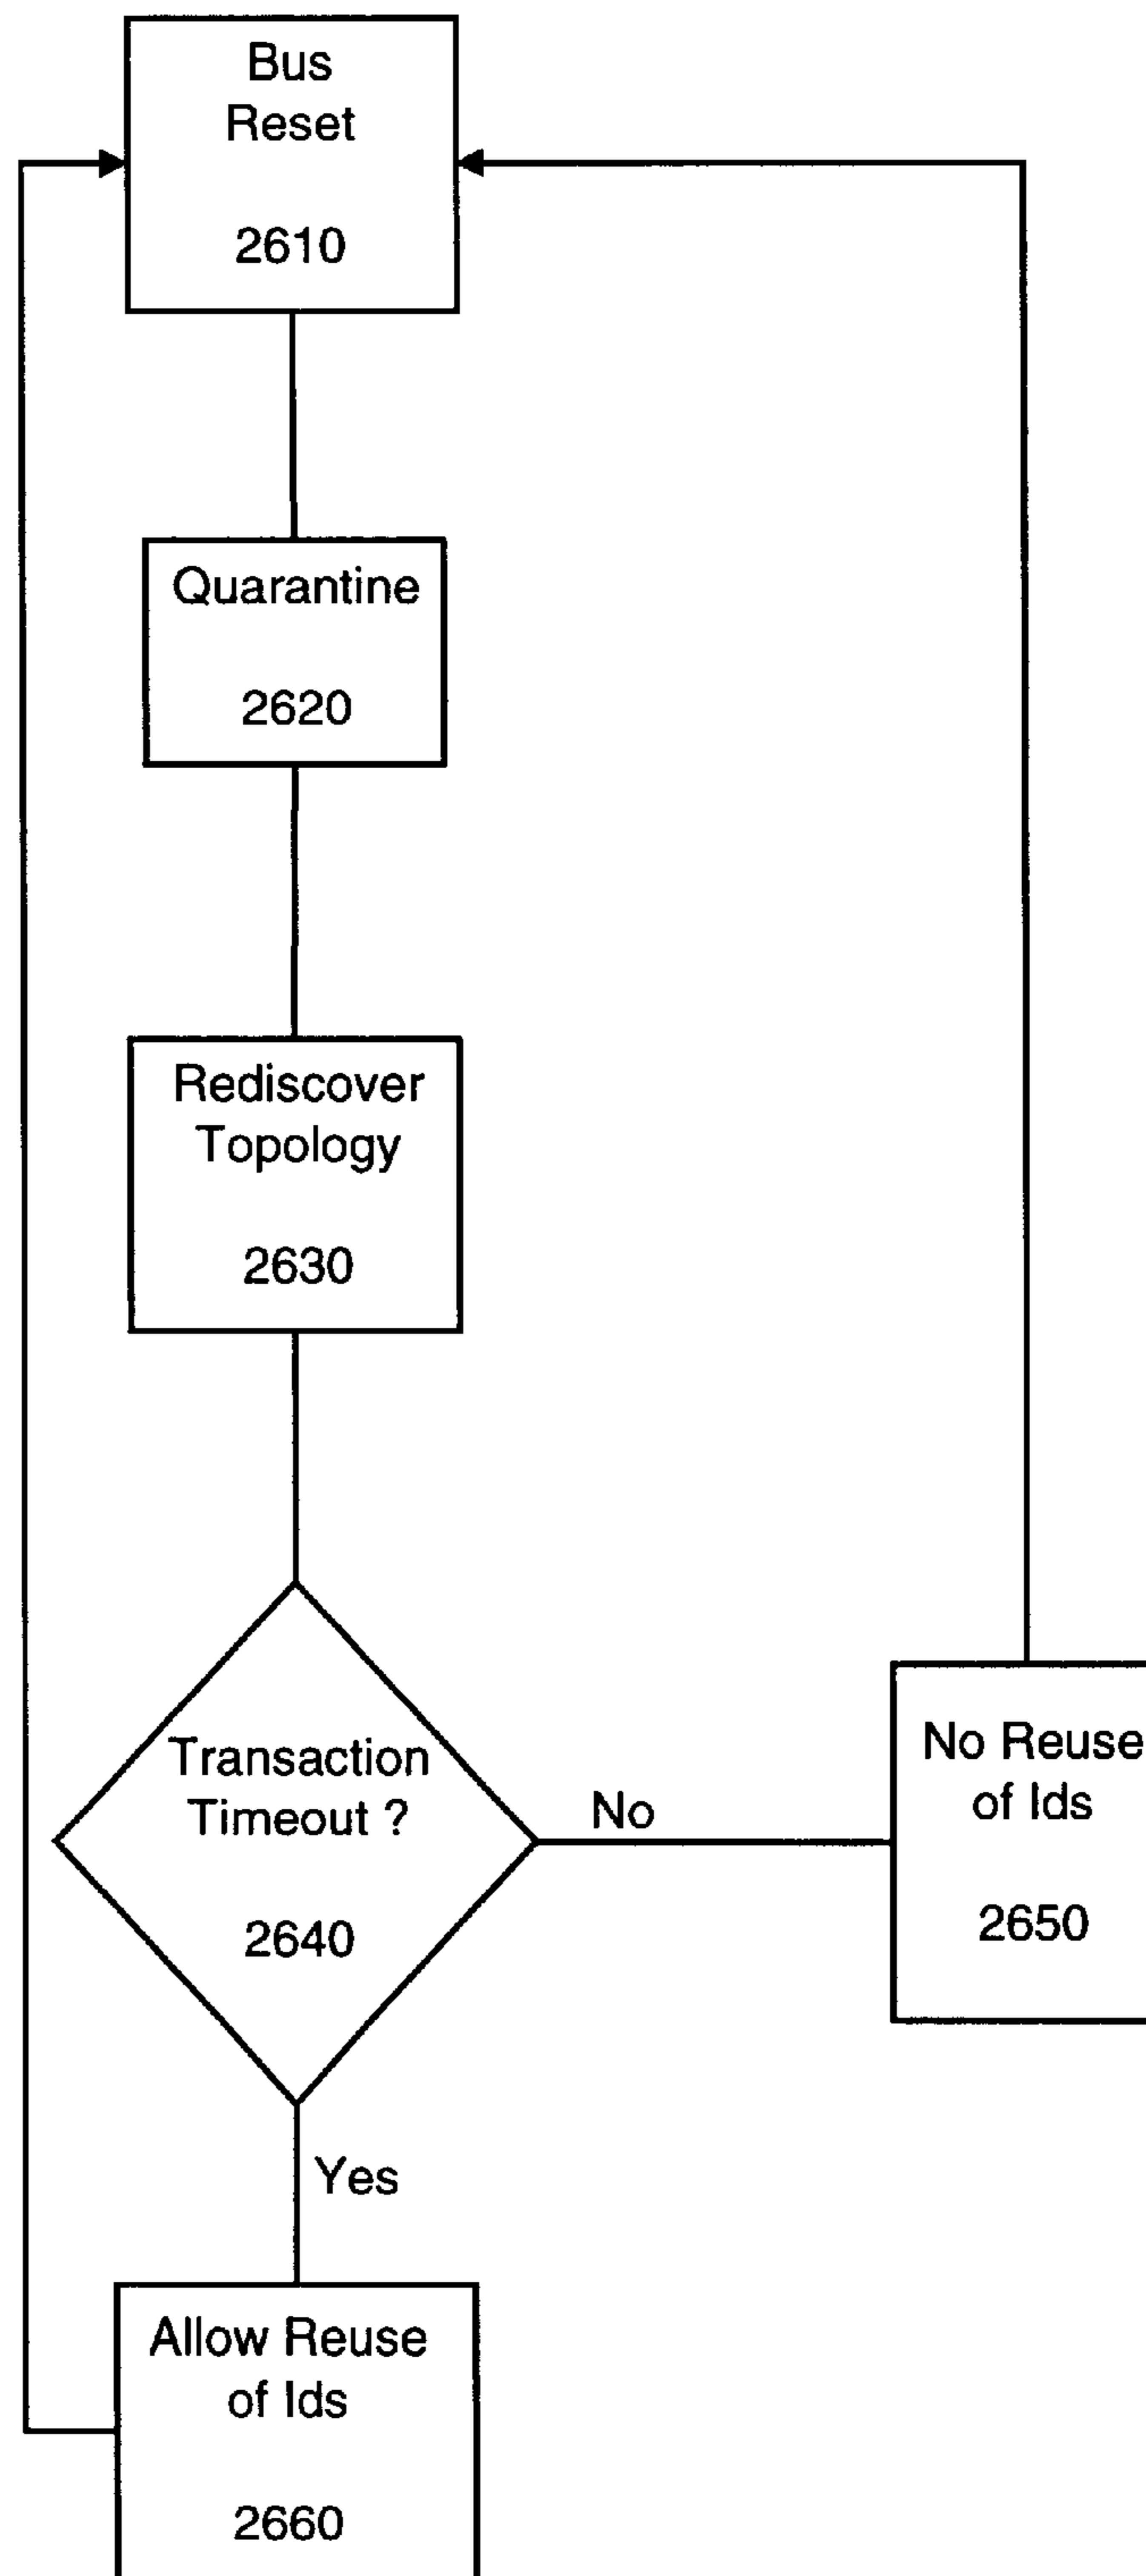 Bus
Reset
2610
Quarantine
2620
Rediscover
Topology
2630
Transaction
Timeout ?
2640
No
No Reuse
of Ids
2650
Yes
Allow Reuse
of Ids
2660